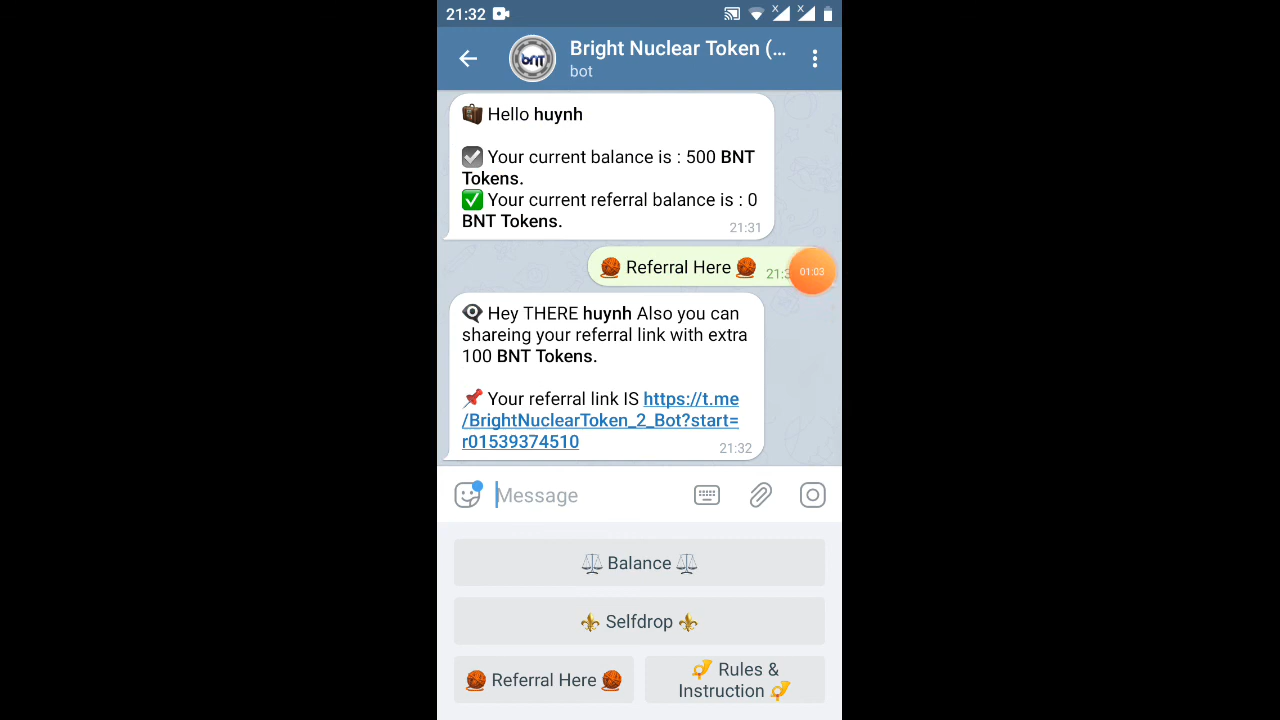 21:32
Bright Nuclear Token (...
bot
bnt
Hello huynh
Your current balance is : 500 BNT
Tokens.
Your current referral balance is : 0
BNT Tokens.
21:31
Referral Here
01:03
Hey THERE huynh Also you can
shareing your referral link with extra
100 BNT Tokens.
Your referral link IS https://t.me
/BrightNuclearToken_2_Bot?start=
r01539374510
21:32
Message
Balance
Selfdrop
Referral Here
Rules &
Instruction